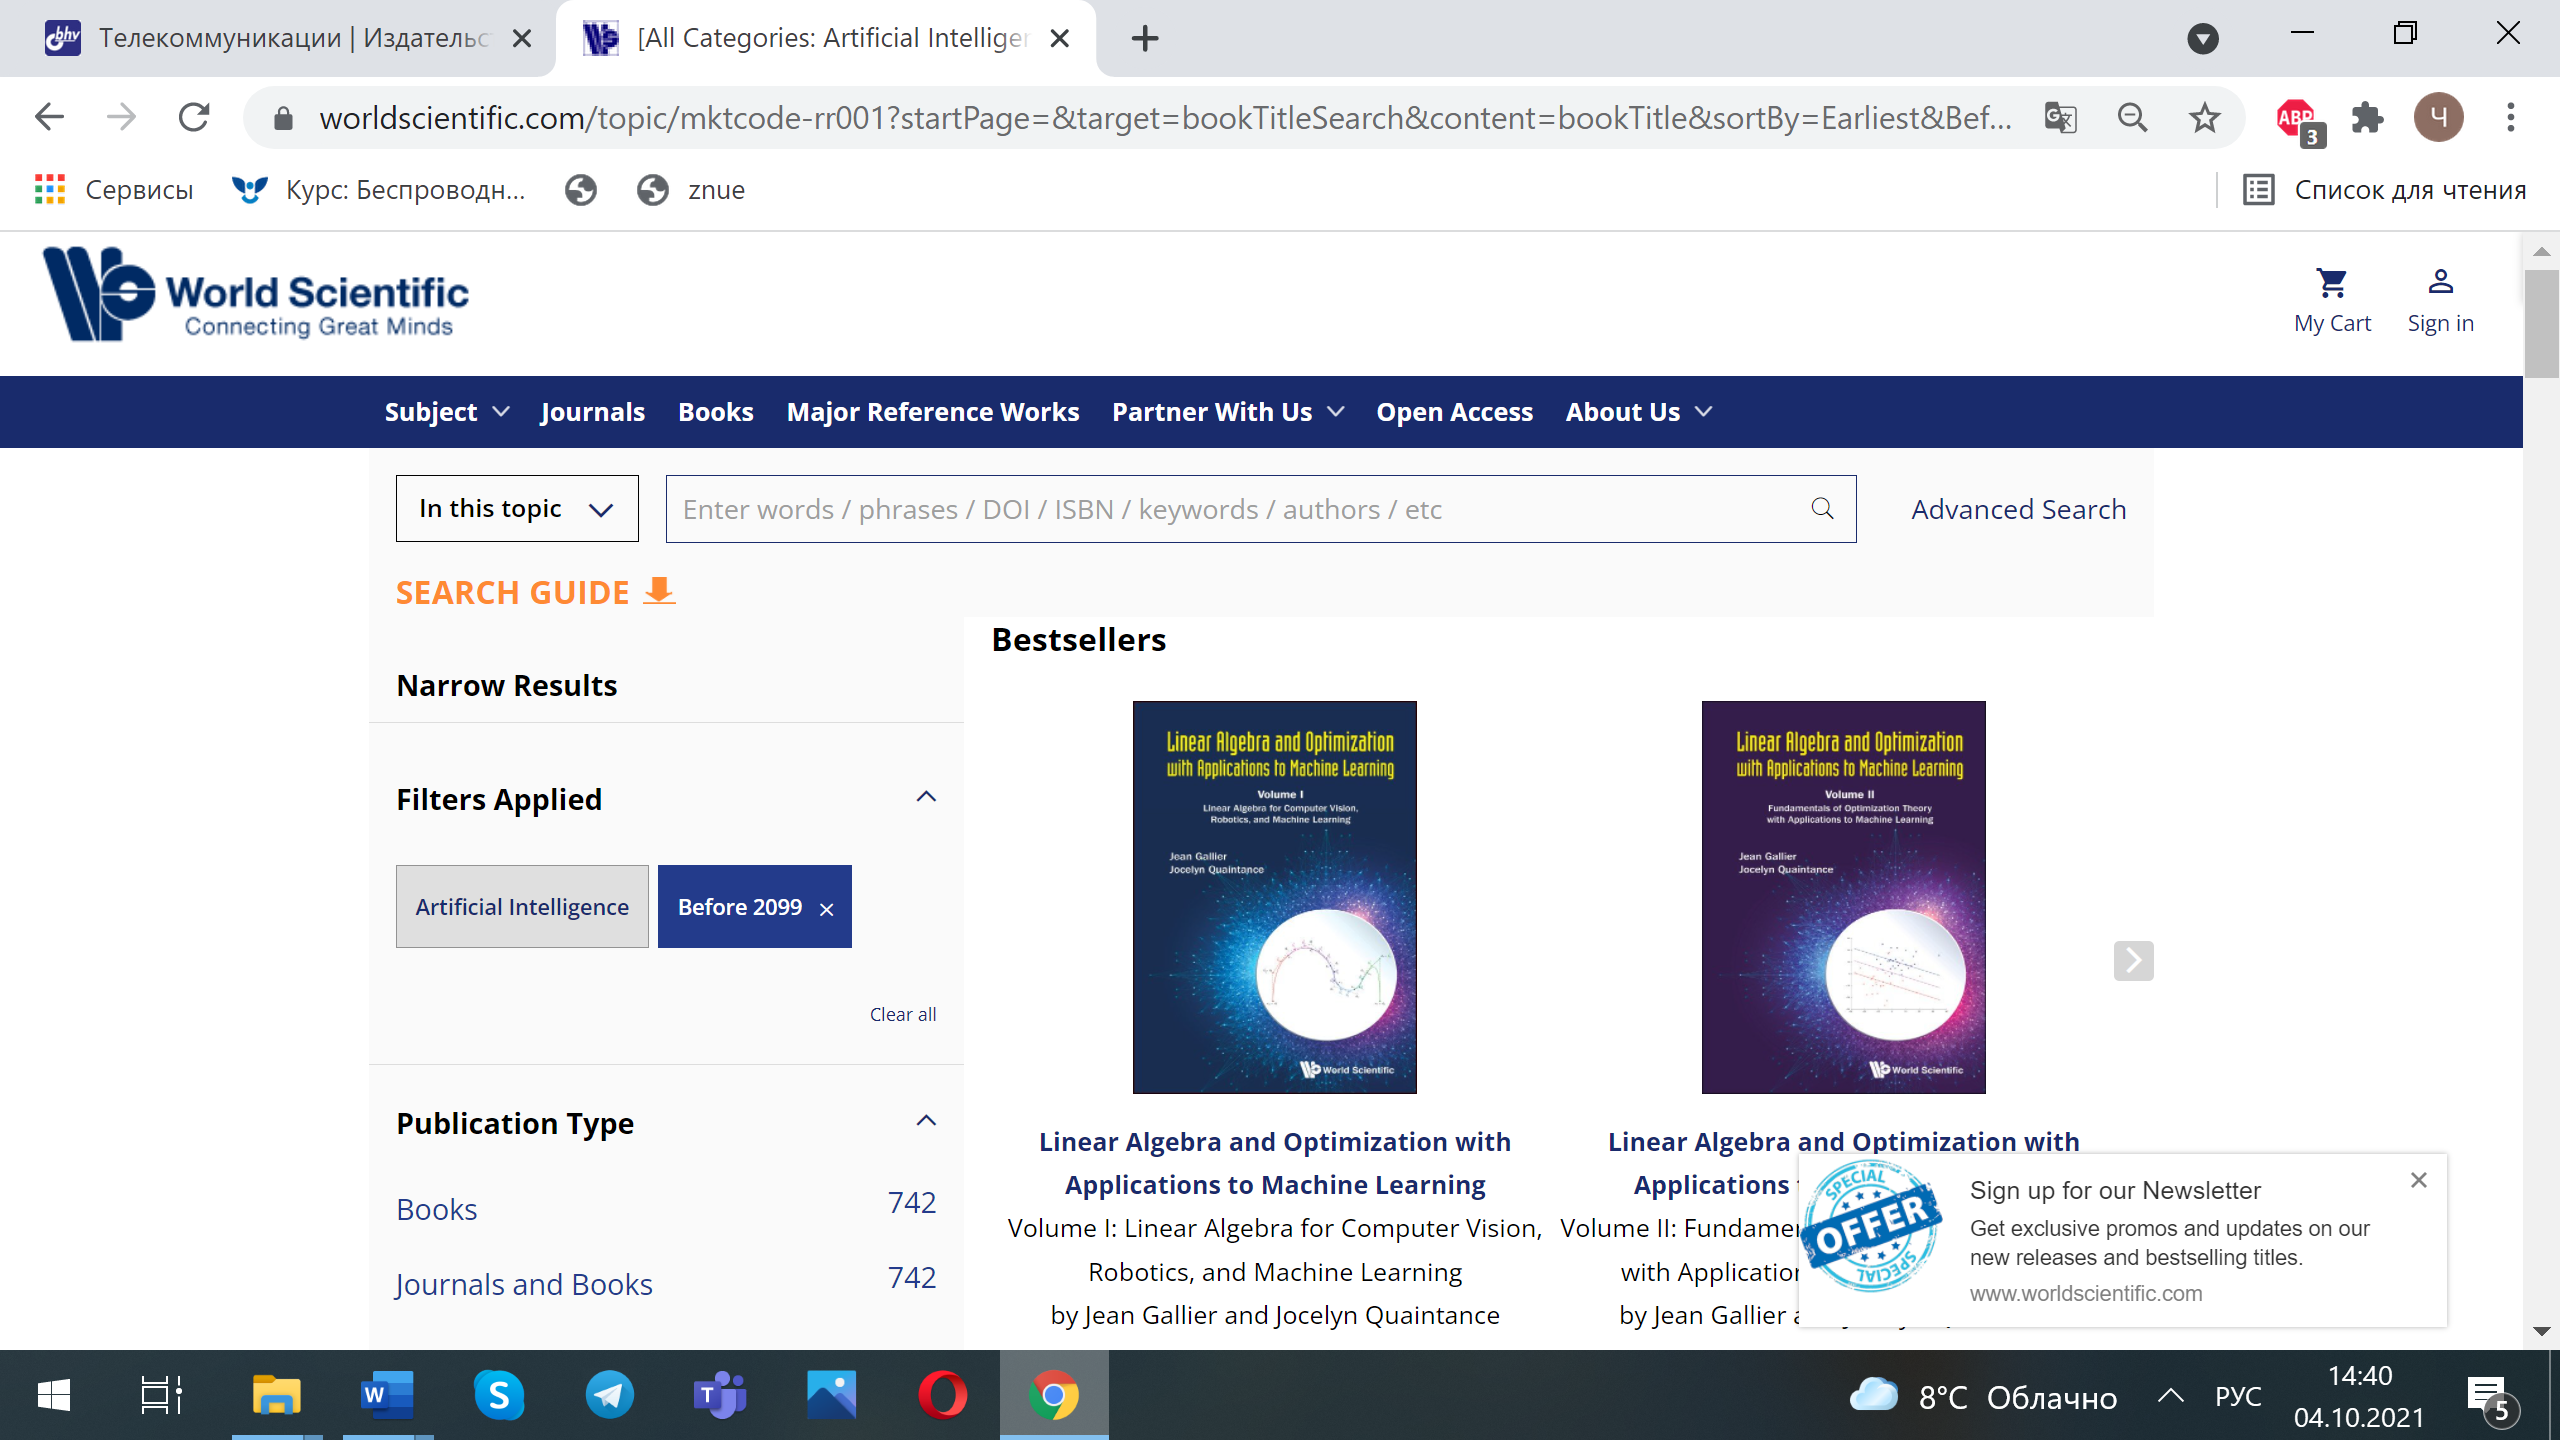 Телекоммуникации | Издательс
[All Categories: Artificial Intelligen
worldscientific.com/topic/mktcode-rr001?startPage=&target=bookTitleSearch&content=bookTitle&sortBy=Earliest&Bef...
ABP
3
Ч
Сервисы
Курс: Беспроводн...
znue
Список для чтения
World Scientific
Connecting Great Minds
My Cart
Sign in
Subject
Journals
Books
Major Reference Works
Partner With Us
Open Access
About Us
In this topic
Enter words / phrases / DOI / ISBN / keywords / authors / etc
Advanced Search
SEARCH GUIDE
Narrow Results
Filters Applied
Artificial Intelligence
Before 2099 ×
Clear all
Publication Type
Books 742
Journals and Books 742
Bestsellers
Linear Algebra and Optimization
with Applications to Machine Learning
Volume I
Linear Algebra for Computer Vision,
Robotics, and Machine Learning
Jean Gallier
Jocelyn Quaintance
World Scientific
Linear Algebra and Optimization with
Applications to Machine Learning
Volume I: Linear Algebra for Computer Vision,
Robotics, and Machine Learning
by Jean Gallier and Jocelyn Quaintance
Linear Algebra and Optimization
with Applications to Machine Learning
Volume II
Fundamentals of Optimization Theory
with Applications to Machine Learning
Jean Gallier
Jocelyn Quaintance
World Scientific
Linear Algebra and Optimization with
Applications
Volume II: Fundamen
with Application
by Jean Gallier
SPECIAL
OFFER
SPECIAL
Sign up for our Newsletter
Get exclusive promos and updates on our
new releases and bestselling titles.
www.worldscientific.com
8°C Облачно
РУС
14:40
04.10.2021
5